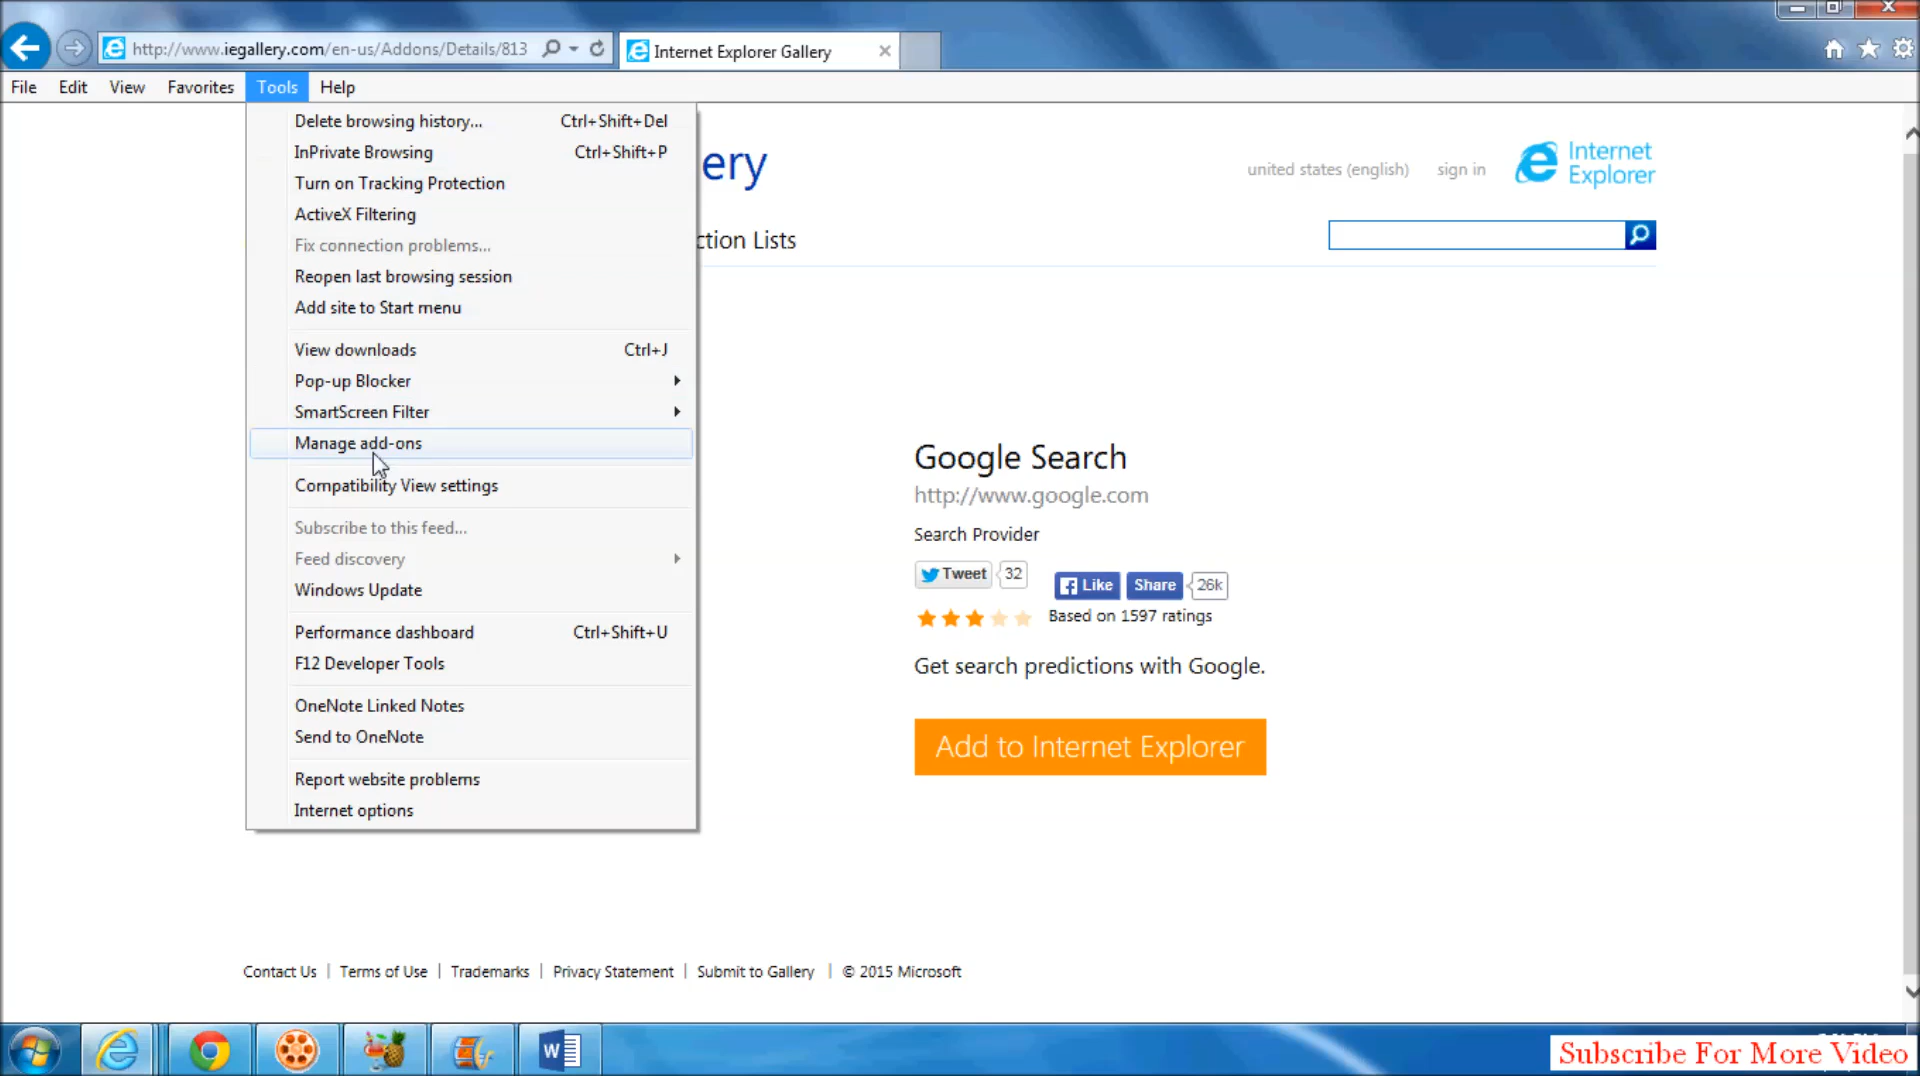 http://www.iegallery.com/en-us/Addons/Details/813
Internet Explorer Gallery
File Edit View Favorites Tools Help
Delete browsing history... Ctrl+Shift+Del
InPrivate Browsing Ctrl+Shift+P
Turn on Tracking Protection
ActiveX Filtering
Fix connection problems...
Reopen last browsing session
Add site to Start menu
View downloads Ctrl+J
Pop-up Blocker
SmartScreen Filter
Manage add-ons
Compatibility View settings
Subscribe to this feed...
Feed discovery
Windows Update
Performance dashboard Ctrl+Shift+U
F12 Developer Tools
OneNote Linked Notes
Send to OneNote
Report website problems
Internet options
ery
united states (english) sign in
Internet
Explorer
ction Lists
Google Search
http://www.google.com
Search Provider
Tweet 32
Like Share 26k
Based on 1597 ratings
Get search predictions with Google.
Add to Internet Explorer
Contact Us | Terms of Use | Trademarks | Privacy Statement | Submit to Gallery | © 2015 Microsoft
W
Subscribe For More Video